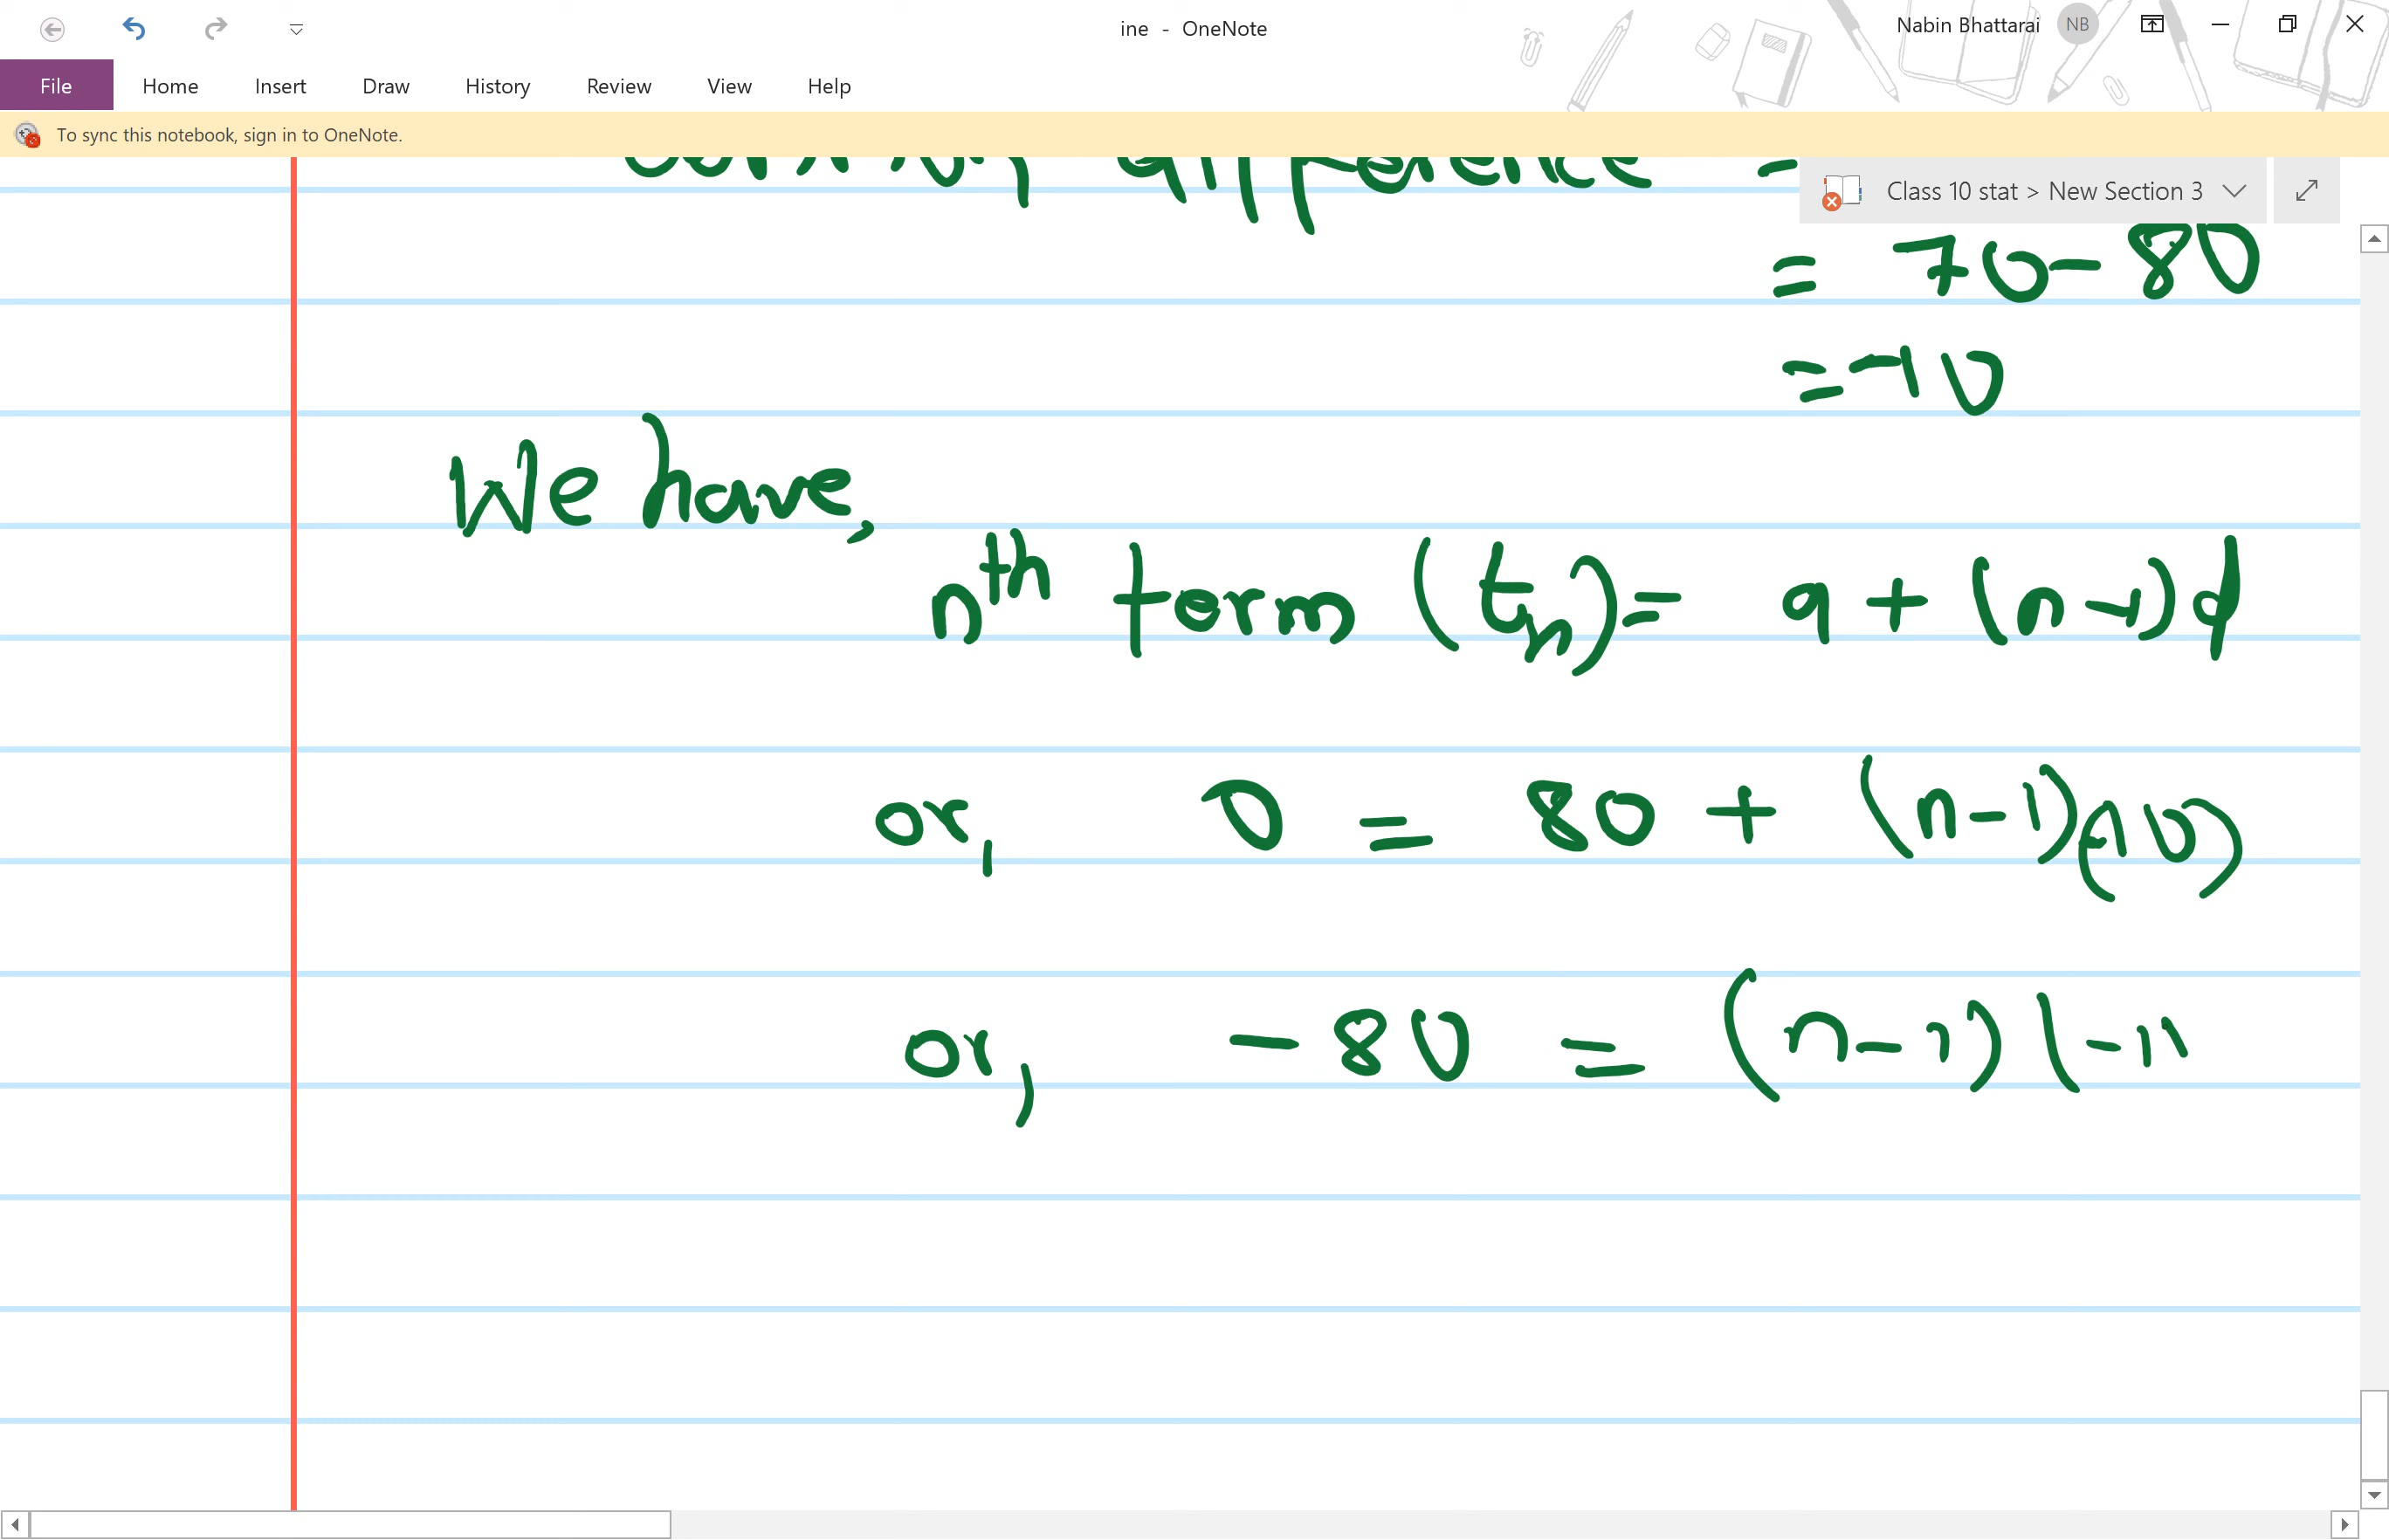 ine - OneNote
Nabin Bhattarai NB
File Home Insert Draw History Review View Help
To sync this notebook, sign in to OneNote.
difference =
Class 10 stat > New Section 3
= 70-80
= -10
We have,
nth term (tn) = a + (n-1)d
or, 0 = 80 + (n-1)(-10)
or, -80 = (n-1)(-1